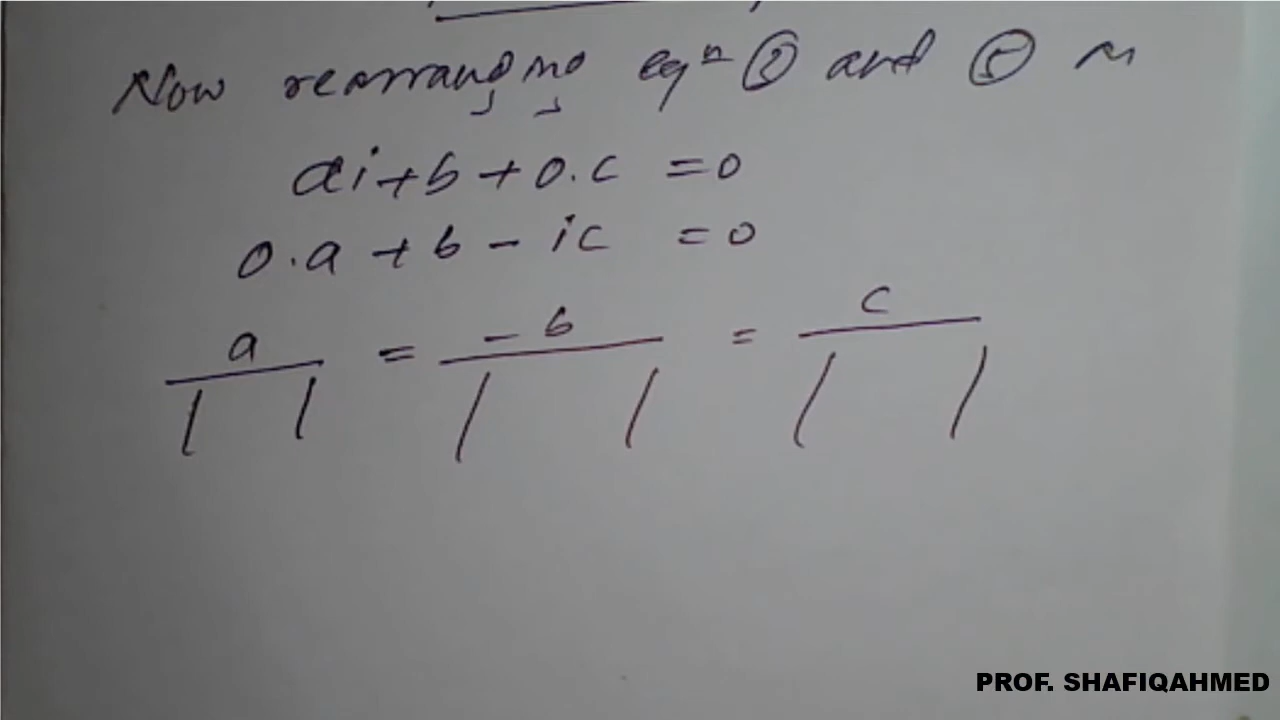 Now rearranging eqⁿ ③ and ⑤
ai + b + 0.c = 0
0.a + b - ic = 0
a/| | = -b/| | = c/| |
PROF. SHAFIQAHMED